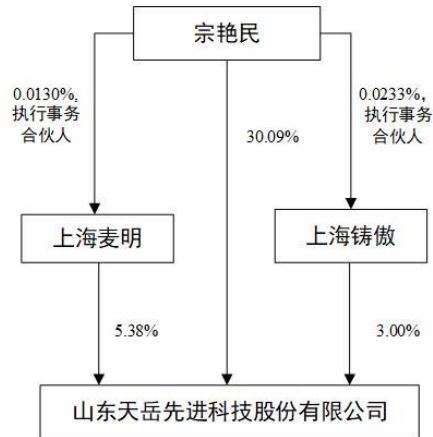 宗艳民
0.0130%,
执行事务
合伙人
30.09%
0.0233%，
执行事务
合伙人
上海麦明
上海铸傲
5.38%
3.00%
山东天岳先进科技股份有限公司